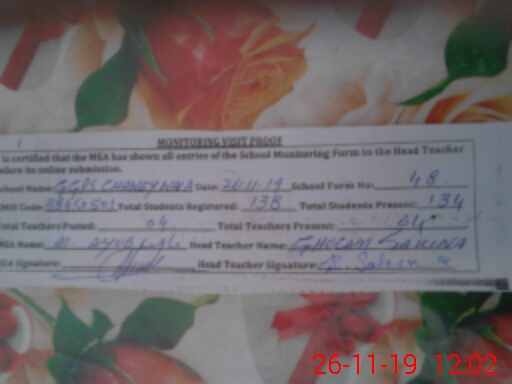 MONITORING VISIT PROOF
is certified that the M&A has shown all entries of the School Monitoring Form to the Head Teacher
before its online submission.
School Name: Date: 26-11-19 School Form No: 48
Total Students Registered: 138 Total Students Present: 134
Total Teachers Posted: 04 Total Teachers Present: 04
Name: M. AYUB Head Teacher Name: GHULAM SAKINA
Signature: Head Teacher Signature:
26-11-19 12:02